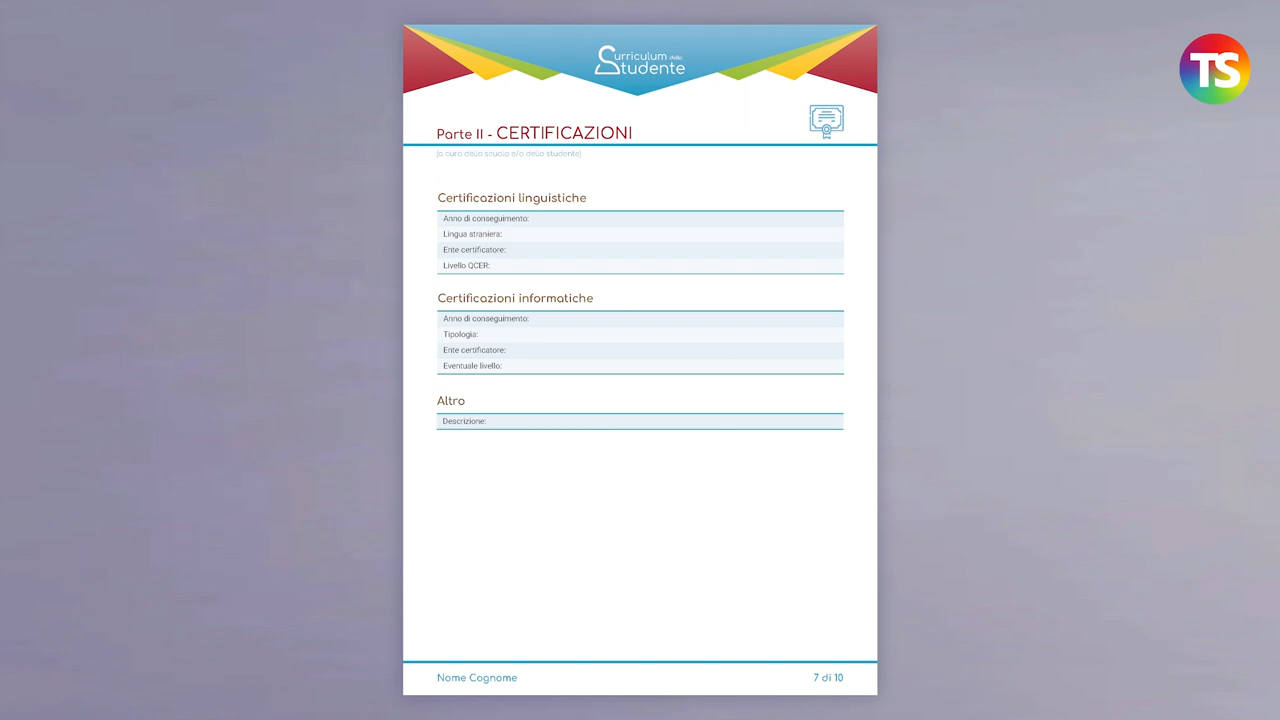 Curriculum dello
Studente
TS
Parte II - CERTIFICAZIONI
(a cura della scuola e/o dello studente)
Certificazioni linguistiche
Anno di conseguimento:
Lingua straniera:
Ente certificatore:
Livello QCER:
Certificazioni informatiche
Anno di conseguimento:
Tipologia:
Ente certificatore:
Eventuale livello:
Altro
Descrizione:
Nome Cognome
7 di 10